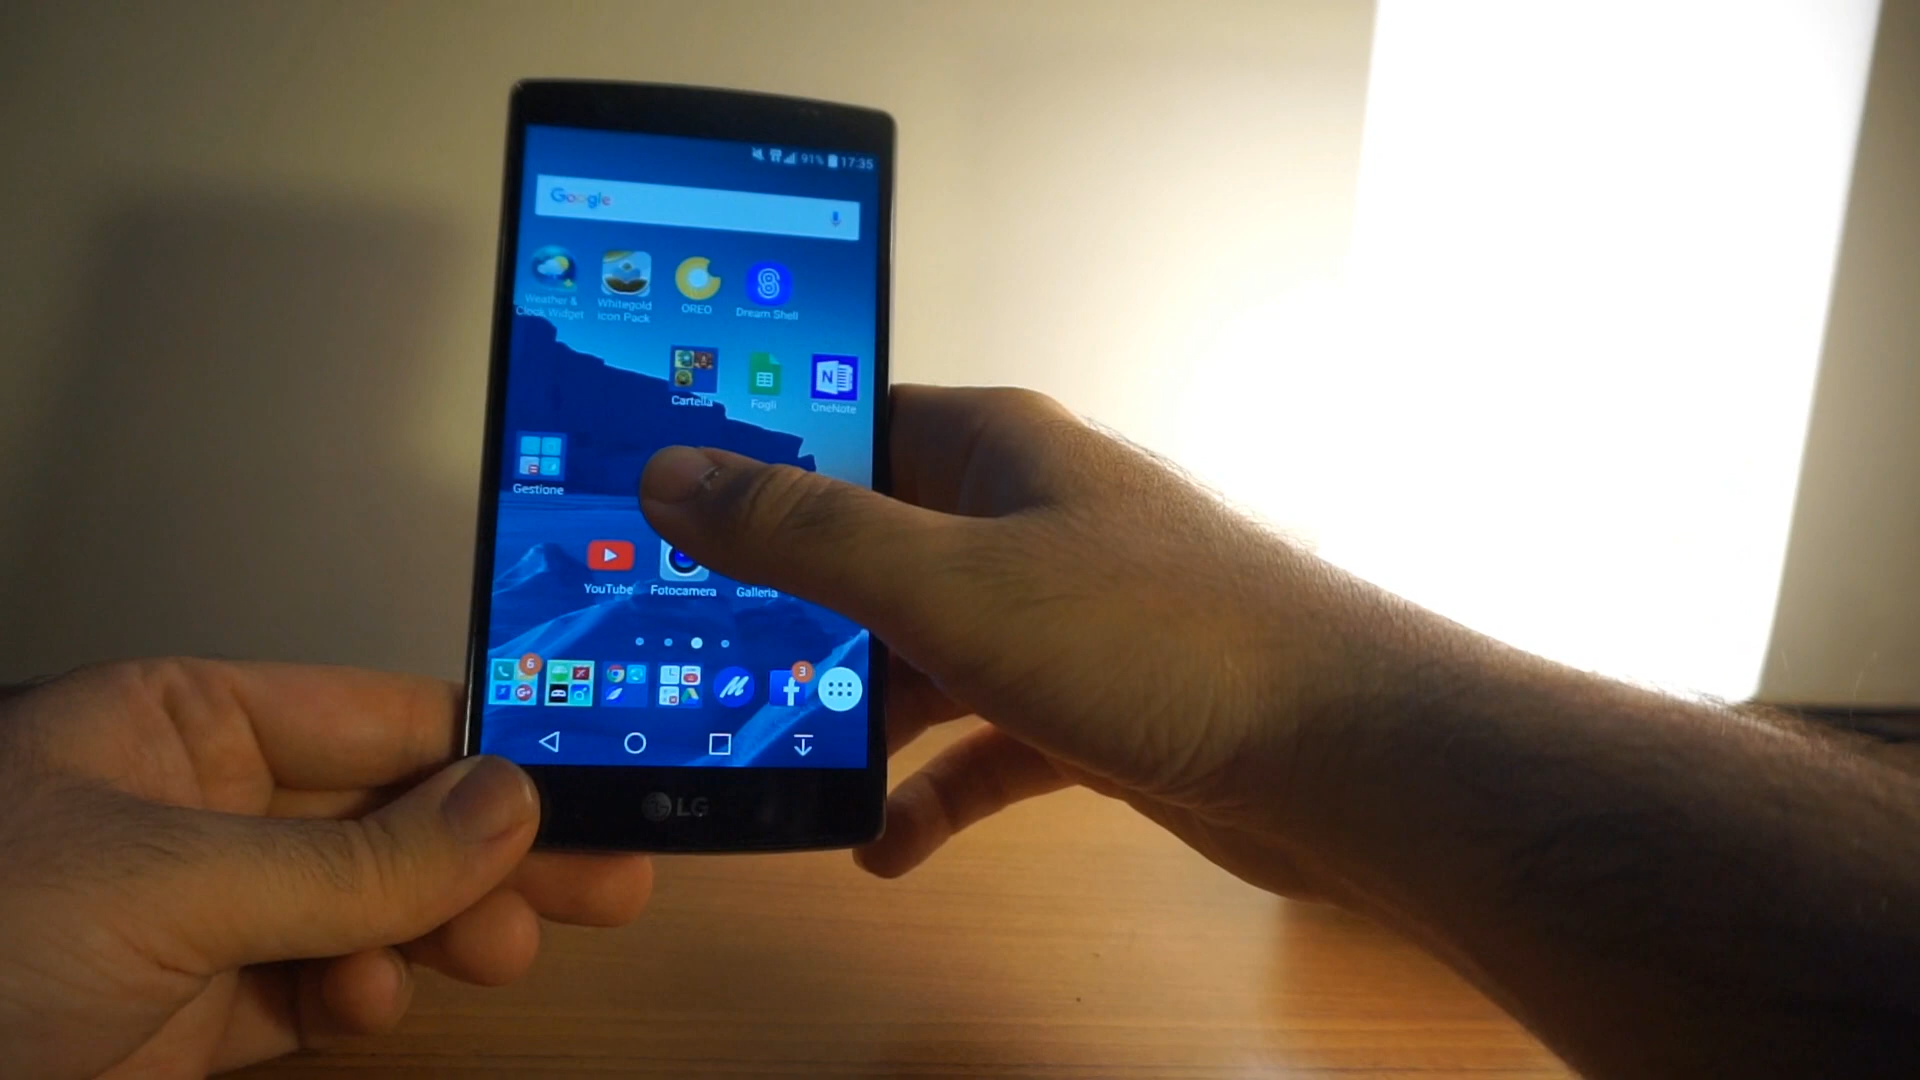 91% 17:35
Google
Weather &
Clock Widget
Whitegold
Icon Pack
OREO
Dream Shell
Cartella
Fogli
N
OneNote
Gestione
YouTube
Fotocamera
Galleria
6
3
f
LG